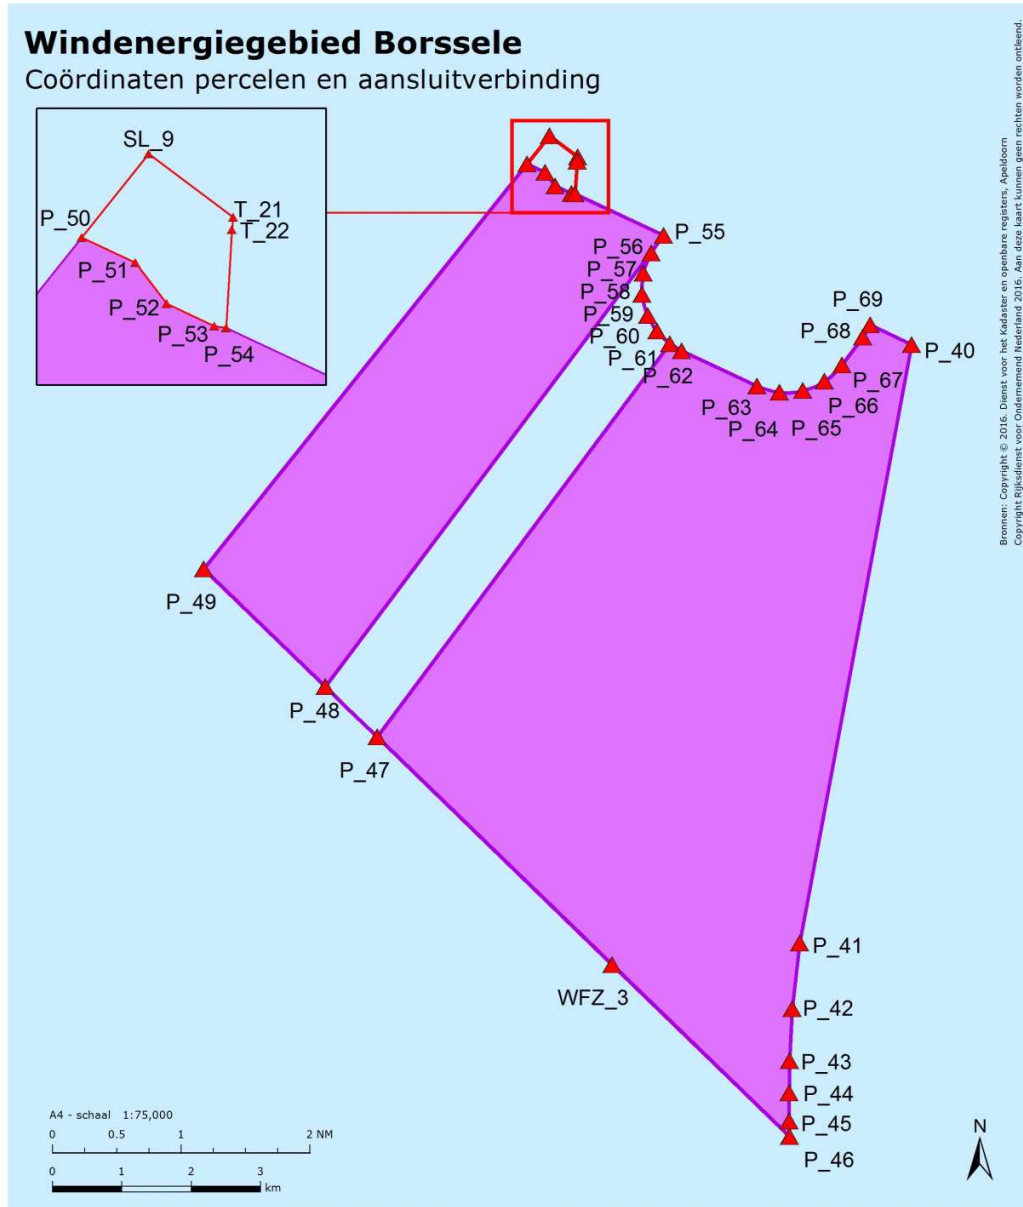 Windenergiegebied Borssele
Coördinaten percelen en aansluitverbinding
SL_9
P_50
T_21
T_22
P_51
P_52
P_53
P_54
P_55
P_56
P_57
P_58
P_59
P_60
P_61
P_62
P_63
P_64
P_65
P_66
P_67
P_68
P_69
P_40
P_49
P_48
P_47
WFZ_3
P_41
P_42
P_43
P_44
P_45
P_46
A4 - schaal 1:75,000
0 0.5 1 2 NM
0 1 2 3
km
N
Bronnen: Copyright © 2016. Dienst voor het Kadaster en openbare registers, Apeldoorn
Copyright Rijksdienst voor Ondernemend Nederland 2016. Aan deze kaart kunnen geen rechten worden ontleend.